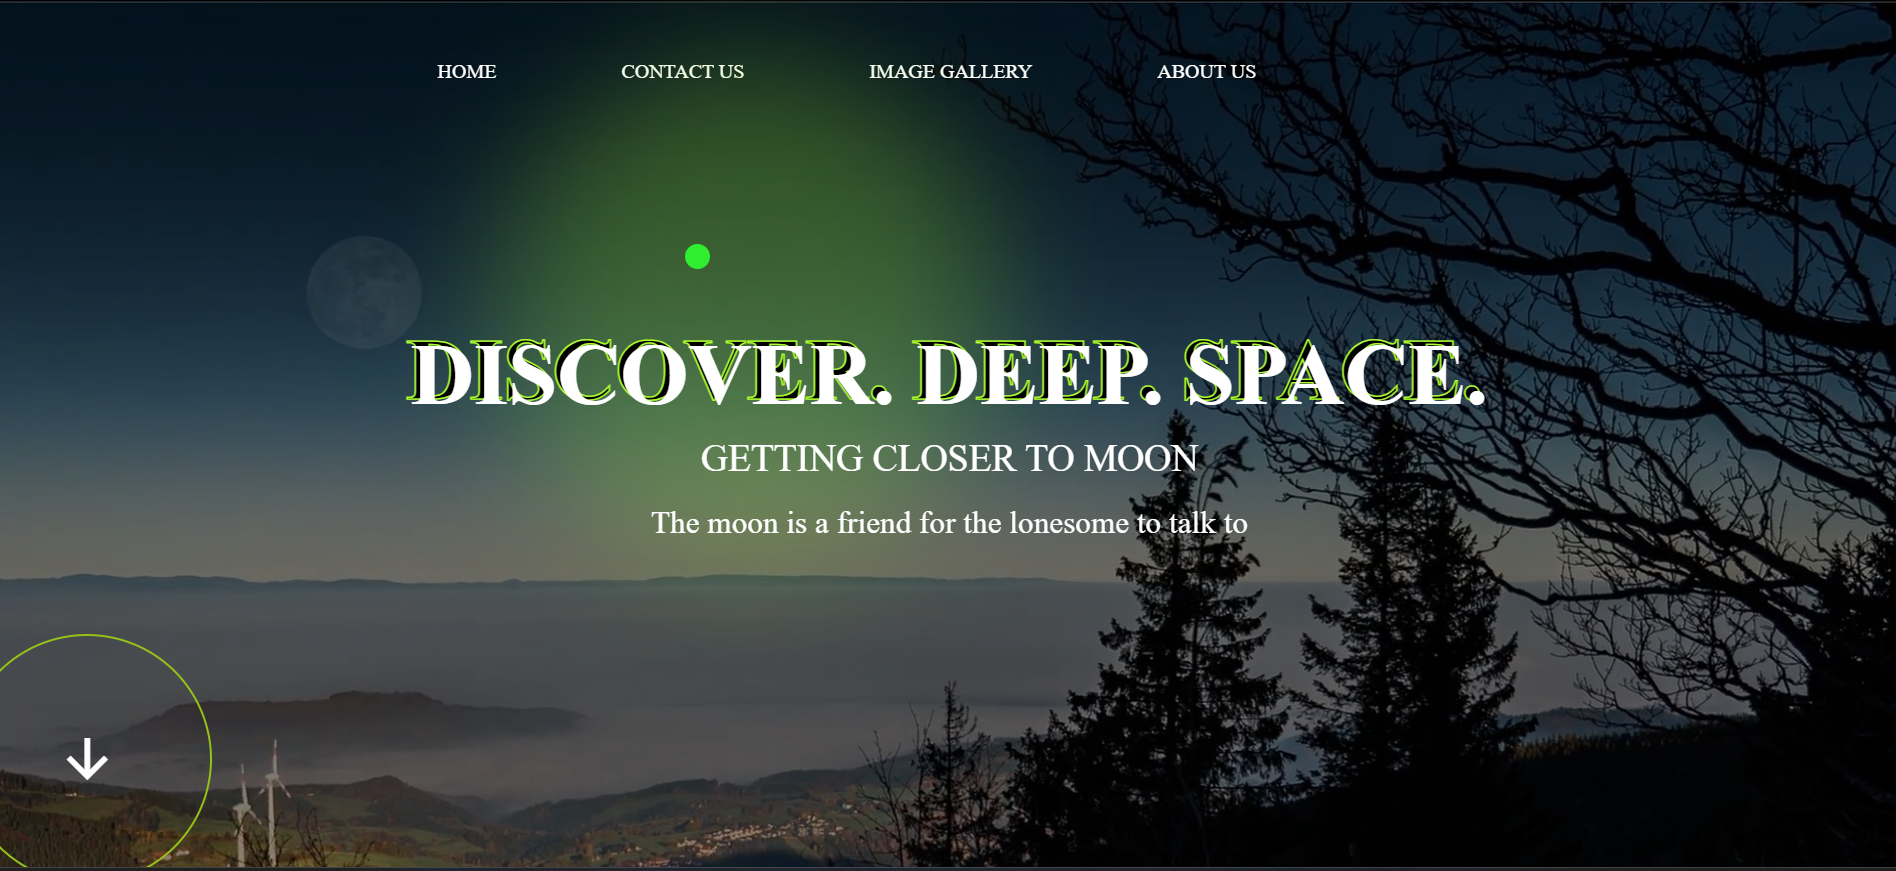 HOME CONTACT US IMAGE GALLERY ABOUT US
DISCOVER. DEEP. SPACE.
GETTING CLOSER TO MOON
The moon is a friend for the lonesome to talk to